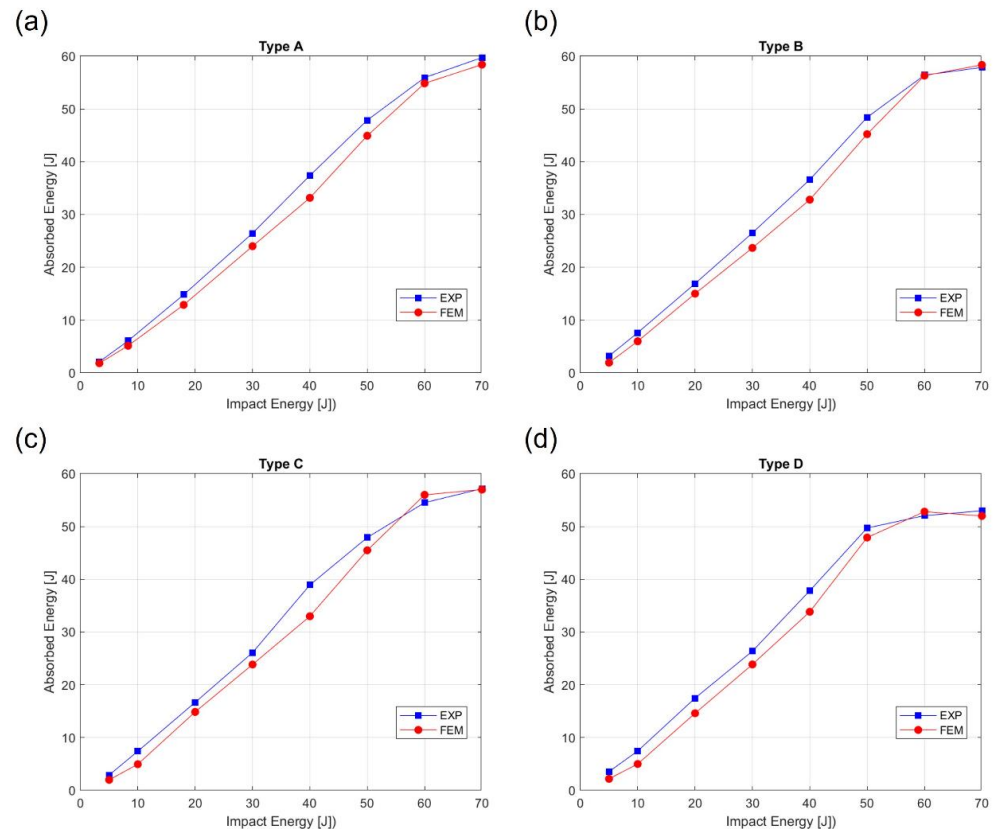 (a)
Type A
60
50
40
30
20
10
0
Absorbed Energy [J]
EXP
FEM
0 10 20 30 40 50 60 70
Impact Energy [J])
(b)
Type B
60
50
40
30
20
10
0
Absorbed Energy [J]
EXP
FEM
0 10 20 30 40 50 60 70
Impact Energy [J])
(c)
Type C
60
50
40
30
20
10
0
Absorbed Energy [J]
EXP
FEM
0 10 20 30 40 50 60 70
Impact Energy [J])
(d)
Type D
60
50
40
30
20
10
0
Absorbed Energy [J]
EXP
FEM
0 10 20 30 40 50 60 70
Impact Energy [J])